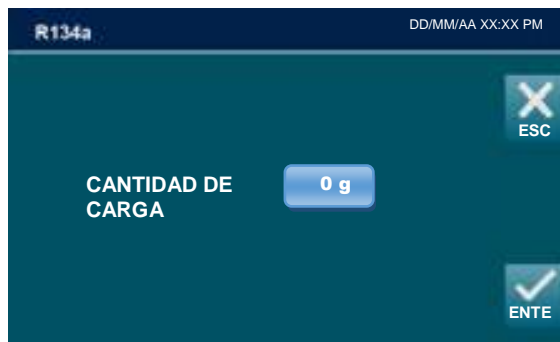 R134a
DD/MM/AA XX:XX PM
ESC
CANTIDAD DE
CARGA
0 g
ENTE